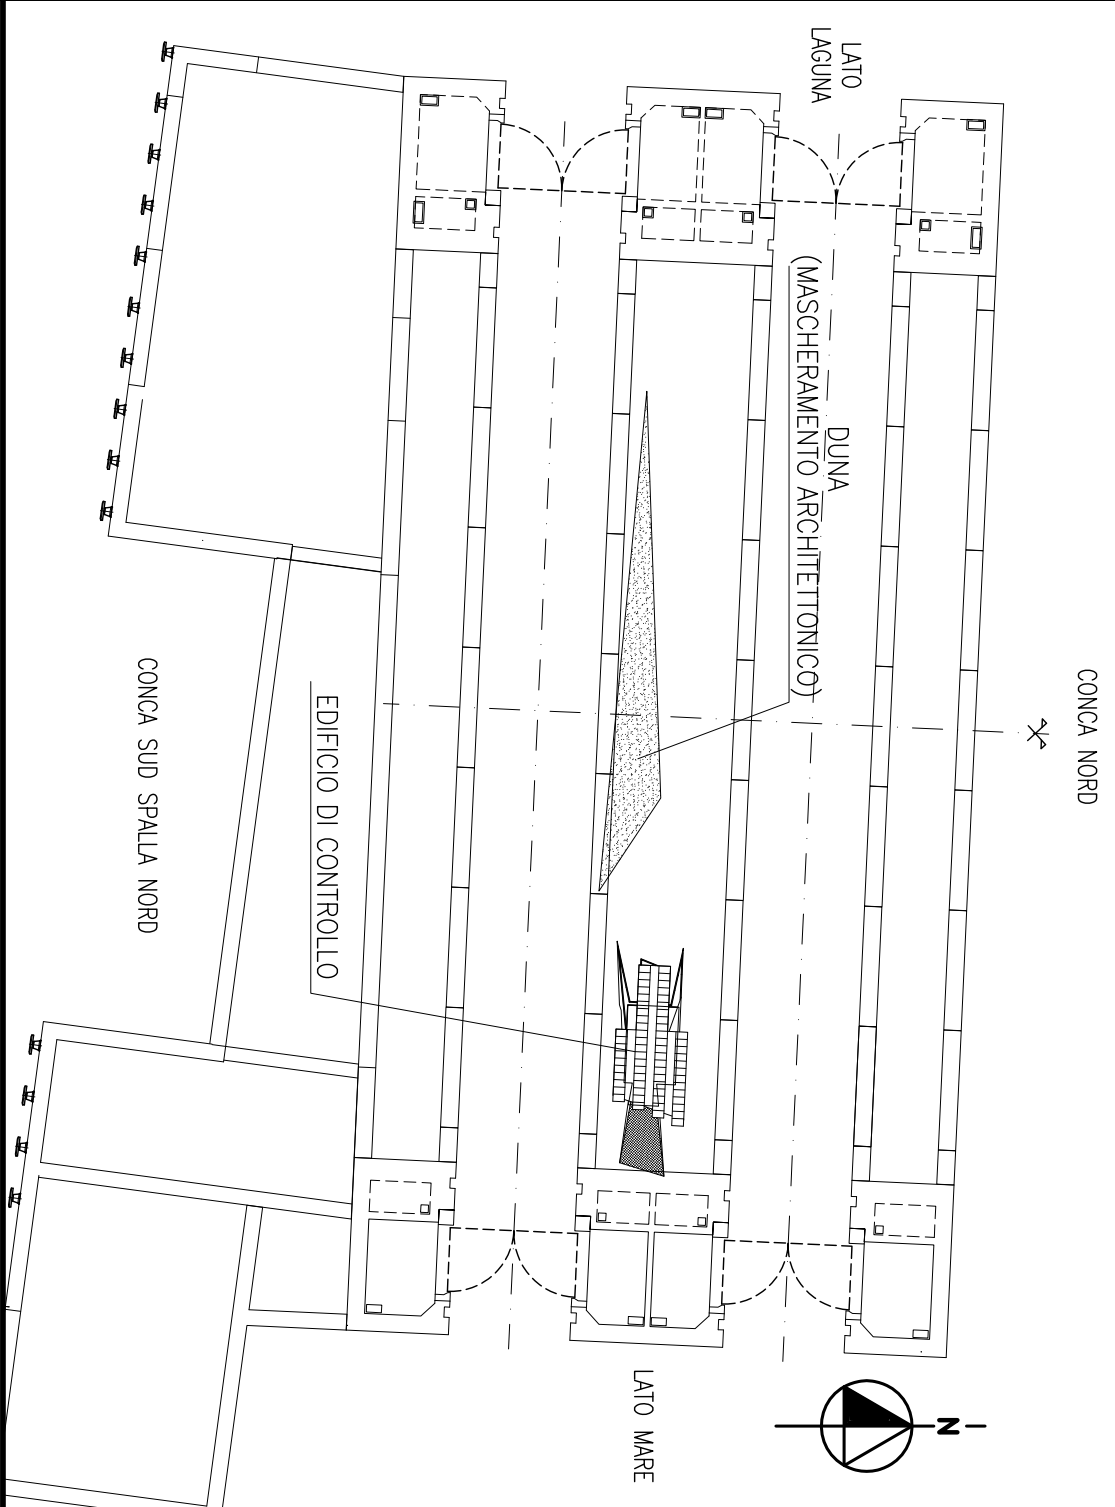 LATO
LAGUNA
DUNA
(MASCHERAMENTO ARCHITETTONICO)
CONCA NORD
CONCA SUD SPALLA NORD
EDIFICIO DI CONTROLLO
LATO MARE
N